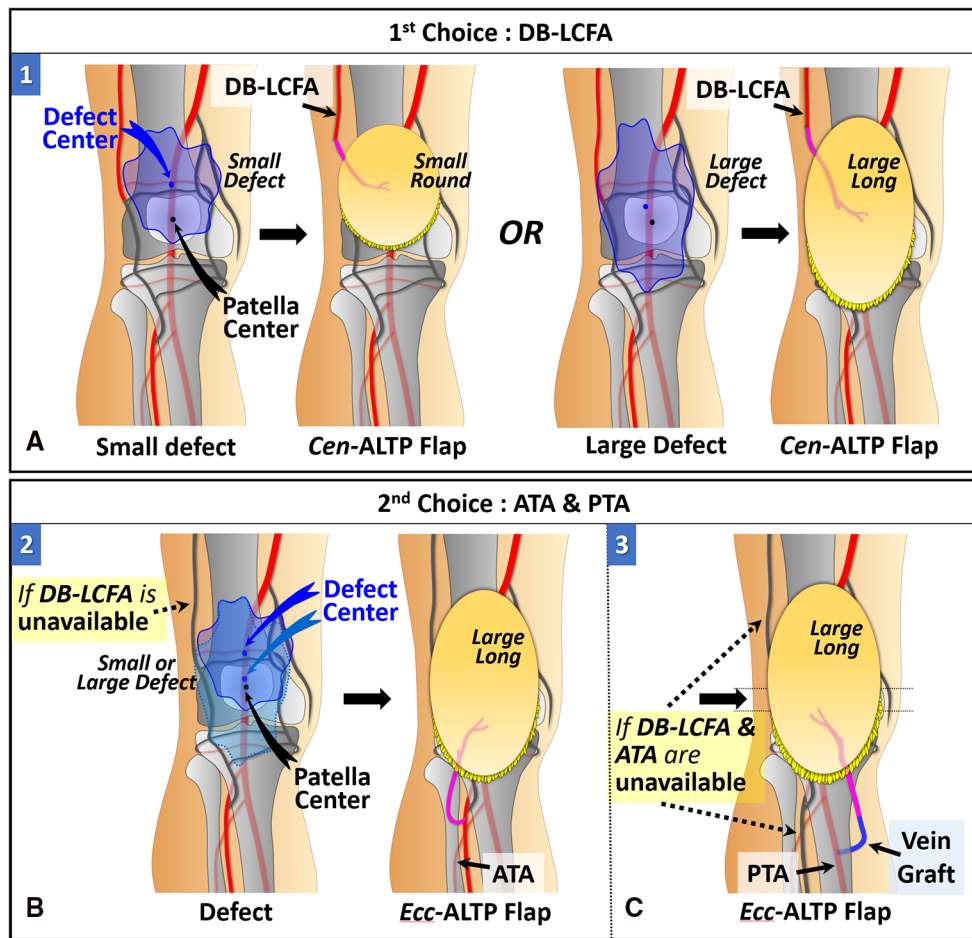 1st Choice : DB-LCFA
1
DB-LCFA
Defect
Center
Small
Defect
Small
Round
Patella
Center
OR
DB-LCFA
Large
Defect
Large
Long
A
Small defect
Cen-ALTP Flap
Large Defect
Cen-ALTP Flap
2nd Choice : ATA & PTA
2
If DB-LCFA is
unavailable
Defect
Center
Small or
Large Defect
Large
Long
Patella
Center
ATA
B
Defect
Ecc-ALTP Flap
3
Large
Long
If DB-LCFA &
ATA are
unavailable
Vein
Graft
PTA
C
Ecc-ALTP Flap